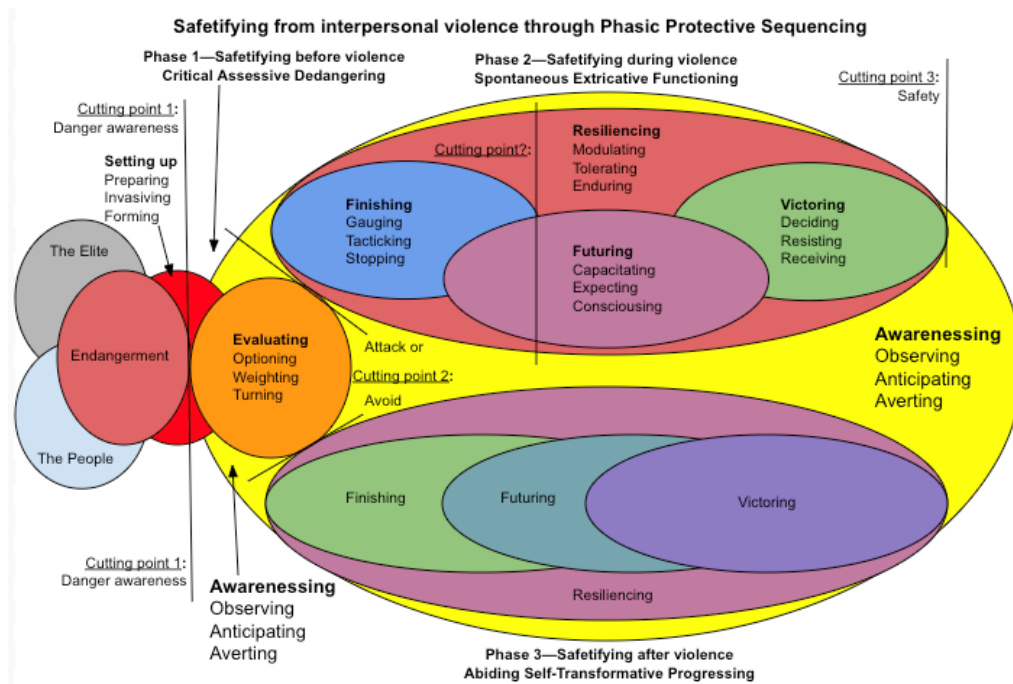 Safetifying from interpersonal violence through Phasic Protective Sequencing
Phase 1—Safetifying before violence
Critical Assessive Dedangering
Phase 2—Safetifying during violence
Spontaneous Extricative Functioning
Cutting point 3:
Safety
Cutting point 1:
Danger awareness
Setting up
Preparing
Invasiving
Forming
Cutting point?:
Resiliencing
Modulating
Tolerating
Enduring
Finishing
Gauging
Tacticking
Stopping
Victoring
Deciding
Resisting
Receiving
Futuring
Capacitating
Expecting
Consciousing
The Elite
Endangerment
The People
Evaluating
Optioning
Weighting
Turning
Attack or
Cutting point 2:
Avoid
Awarenessing
Observing
Anticipating
Averting
Finishing
Futuring
Victoring
Resiliencing
Cutting point 1:
Danger awareness
Awarenessing
Observing
Anticipating
Averting
Phase 3—Safetifying after violence
Abiding Self-Transformative Progressing